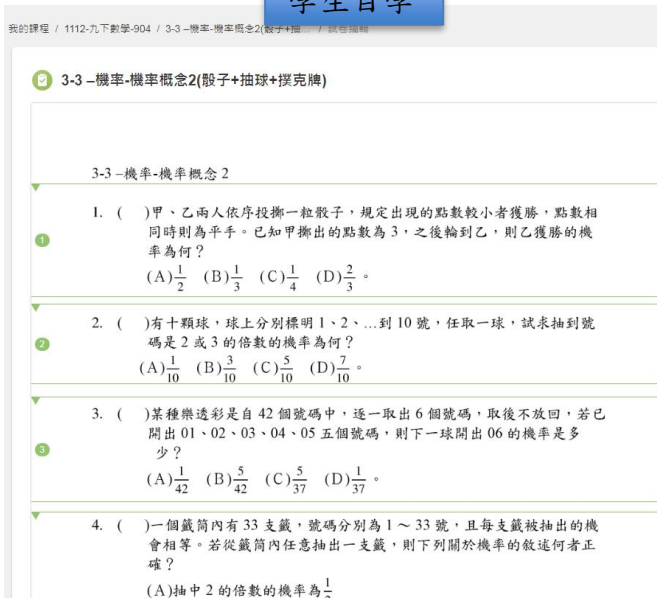 學生自學
我的課程 / 1112-九下數學-904 / 3-3 –機率-機率概念2(骰子+抽... / 試卷編輯
3-3 –機率-機率概念2(骰子+抽球+撲克牌)
3-3 –機率-機率概念 2
1. ( )甲、乙兩人依序投擲一粒骰子，規定出現的點數較小者獲勝，點數相
同時則為平手。已知甲擲出的點數為 3，之後輪到乙，則乙獲勝的機
1
率為何？
(A)1/2 (B)1/3 (C)1/4 (D)2/3。
2. ( )有十顆球，球上分別標明 1、2、…到 10 號，任取一球，試求抽到號
2
碼是 2 或 3 的倍數的機率為何？
(A)1/10 (B)3/10 (C)5/10 (D)7/10。
3. ( )某種樂透彩是自 42 個號碼中，逐一取出 6 個號碼，取後不放回，若已
開出 01、02、03、04、05 五個號碼，則下一球開出 06 的機率是多
3
少？
(A)1/42 (B)5/42 (C)5/37 (D)1/37。
4. ( )一個籤筒內有 33 支籤，號碼分別為 1～33 號，且每支籤被抽出的機
會相等。若從籤筒內任意抽出一支籤，則下列關於機率的敘述何者正
確？
(A)抽中 2 的倍數的機率為